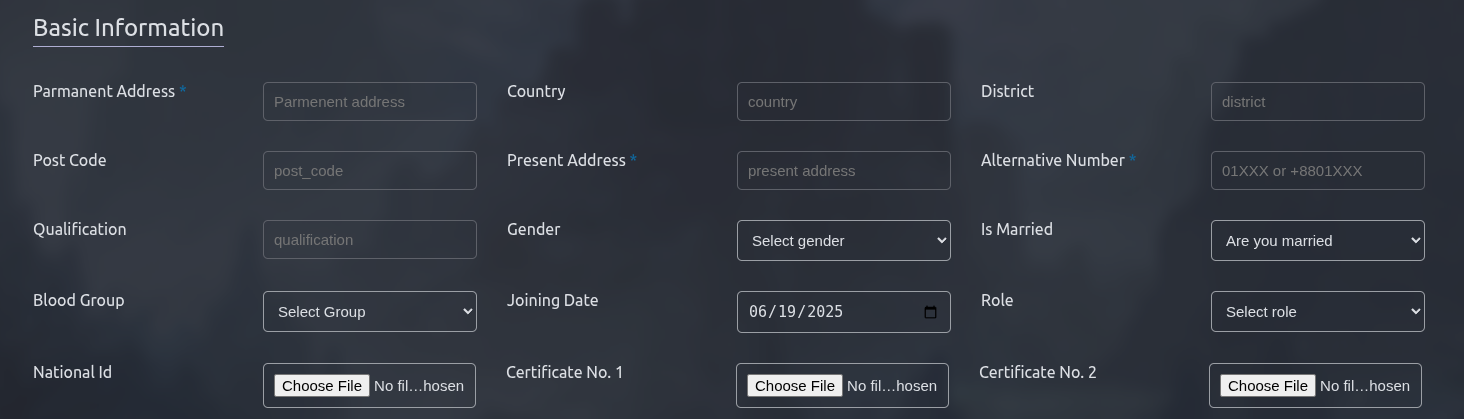 Basic Information
Parmanent Address * Parmenent address Country country District district
Post Code post_code Present Address * present address Alternative Number * 01XXX or +8801XXX
Qualification qualification Gender Select gender Is Married Are you married
Blood Group Select Group Joining Date 06/19/2025 Role Select role
National Id Choose File No fil...hosen Certificate No. 1 Choose File No fil...hosen Certificate No. 2 Choose File No fil...hosen